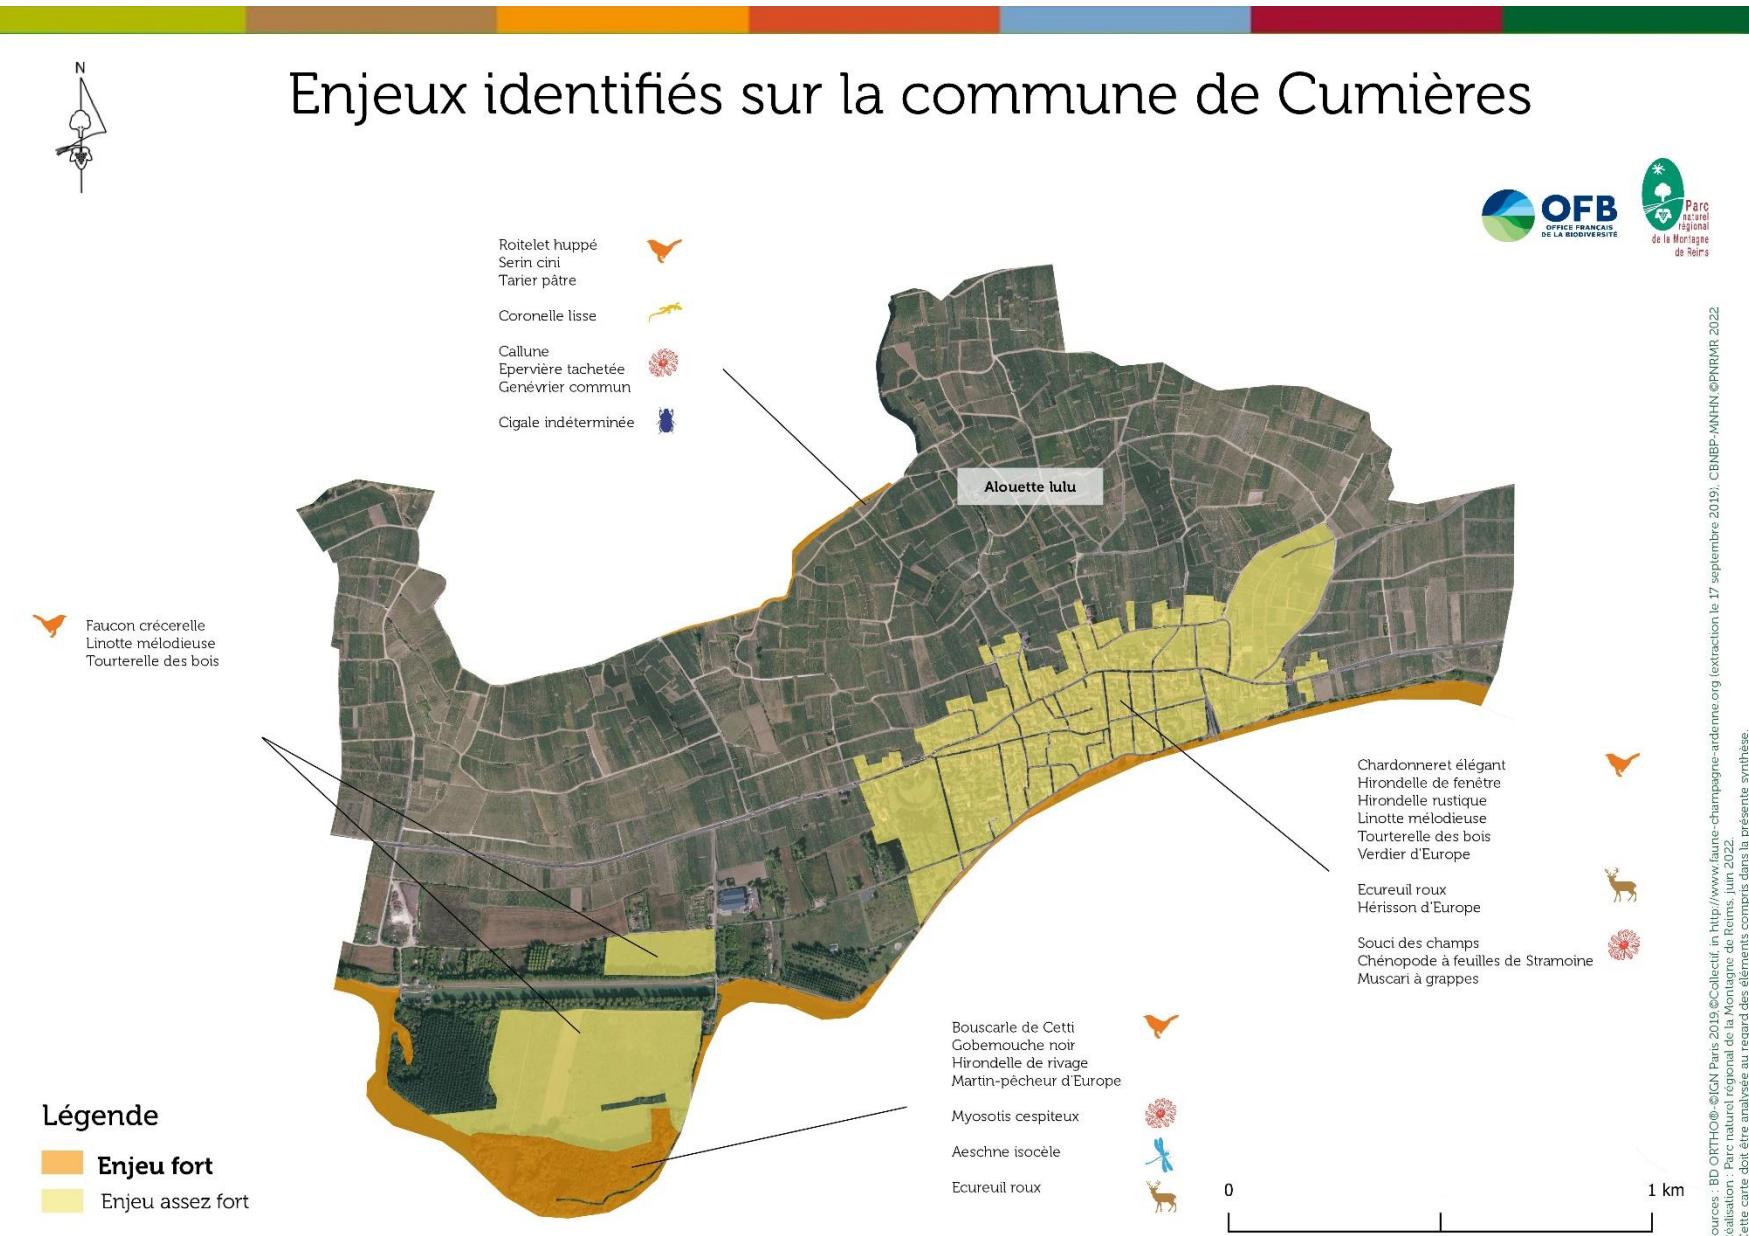 N
Enjeux identifiés sur la commune de Cumières
OFB
OFFICE FRANÇAIS
DE LA BIODIVERSITÉ
Parc
naturel
régional
de la Montagne
de Reims
Roitelet huppé
Serin cini
Tarier pâtre
Coronelle lisse
Callune
Epervière tachetée
Genévrier commun
Cigale indéterminée
Alouette lulu
Faucon crécerelle
Linotte mélodieuse
Tourterelle des bois
Chardonneret élégant
Hirondelle de fenêtre
Hirondelle rustique
Linotte mélodieuse
Tourterelle des bois
Verdier d'Europe
Ecureuil roux
Hérisson d'Europe
Souci des champs
Chénopode à feuilles de Stramoine
Muscari à grappes
Bouscarle de Cetti
Gobemouche noir
Hirondelle de rivage
Martin-pêcheur d'Europe
Myosotis cespiteux
Aeschne isocèle
Ecureuil roux
Légende
Enjeu fort
Enjeu assez fort
0 1 km
ources : BD ORTHO®-©IGN Paris 2019,©Collectif, in http://www.faune-champagne-ardenne.org (extraction le 17 septembre 2019), CBNBP-MNHN,©PNRMR 2022
éalisation : Parc naturel régional de la Montagne de Reims, juin 2022.
ette carte doit être analysée au regard des éléments compris dans la présente synthèse.